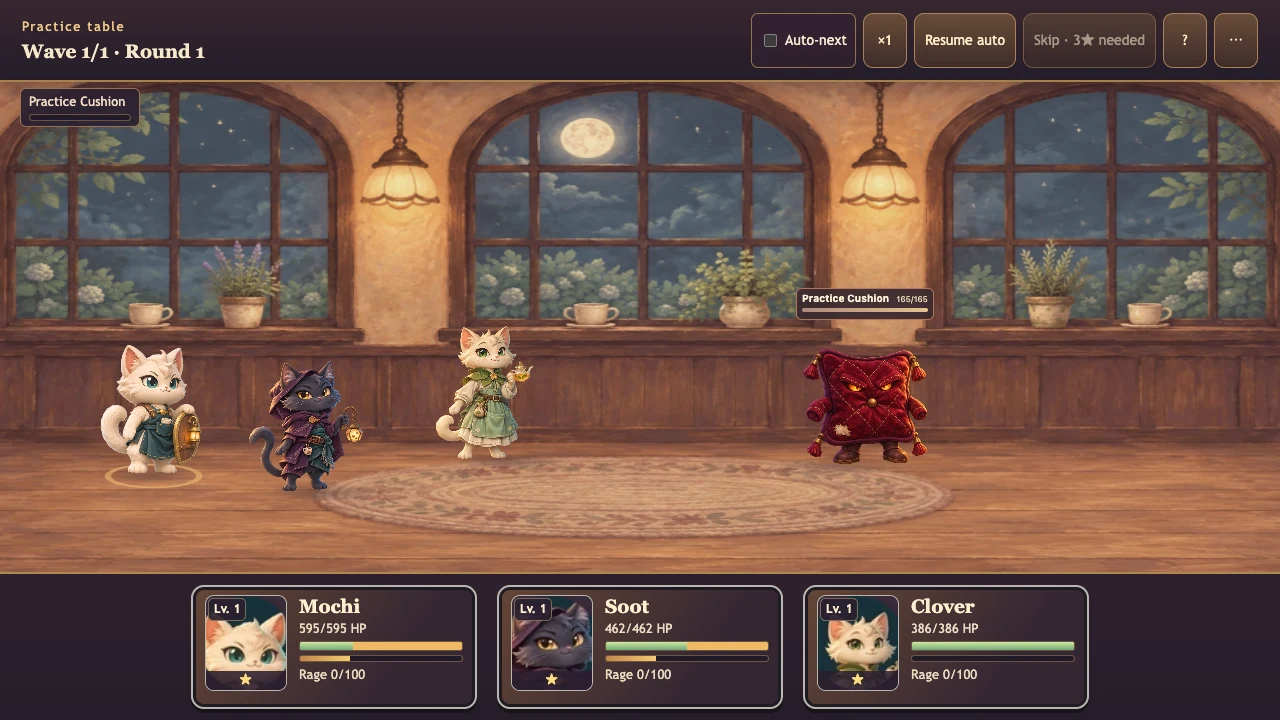 Practice table
Wave 1/1 · Round 1
Auto-next
×1
Resume auto
Skip · 3★ needed
?
···
Practice Cushion
Practice Cushion 165/165
Lv. 1
Mochi
595/595 HP
Rage 0/100
Lv. 1
Soot
462/462 HP
Rage 0/100
Lv. 1
Clover
386/386 HP
Rage 0/100